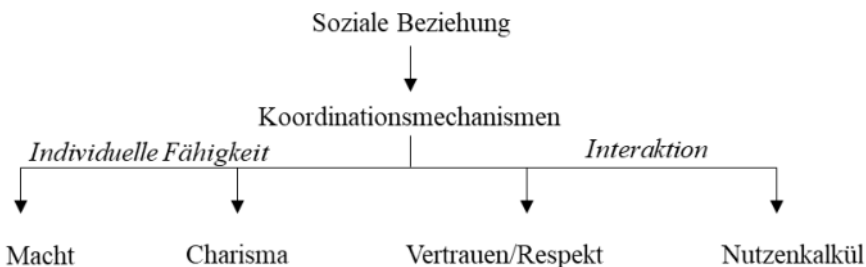 Soziale Beziehung
Koordinationsmechanismen
Individuelle Fähigkeit Interaktion
Macht Charisma Vertrauen/Respekt Nutzenkalkül